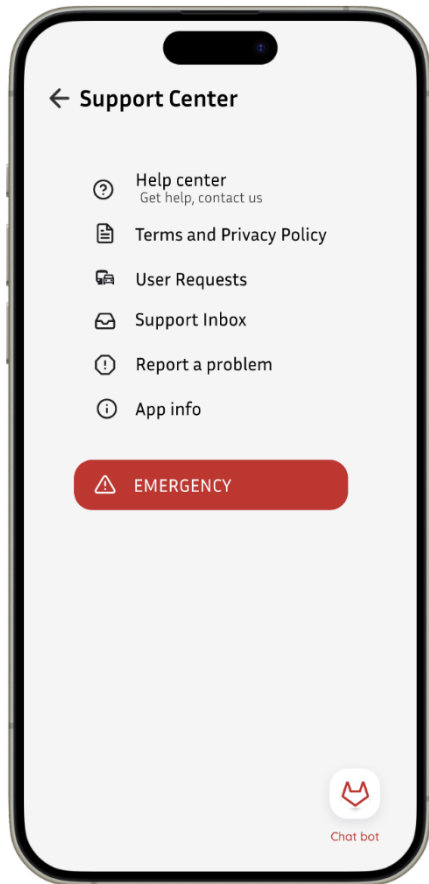 Support Center
Help center
Get help, contact us
Terms and Privacy Policy
User Requests
Support Inbox
Report a problem
App info
EMERGENCY
Chat bot